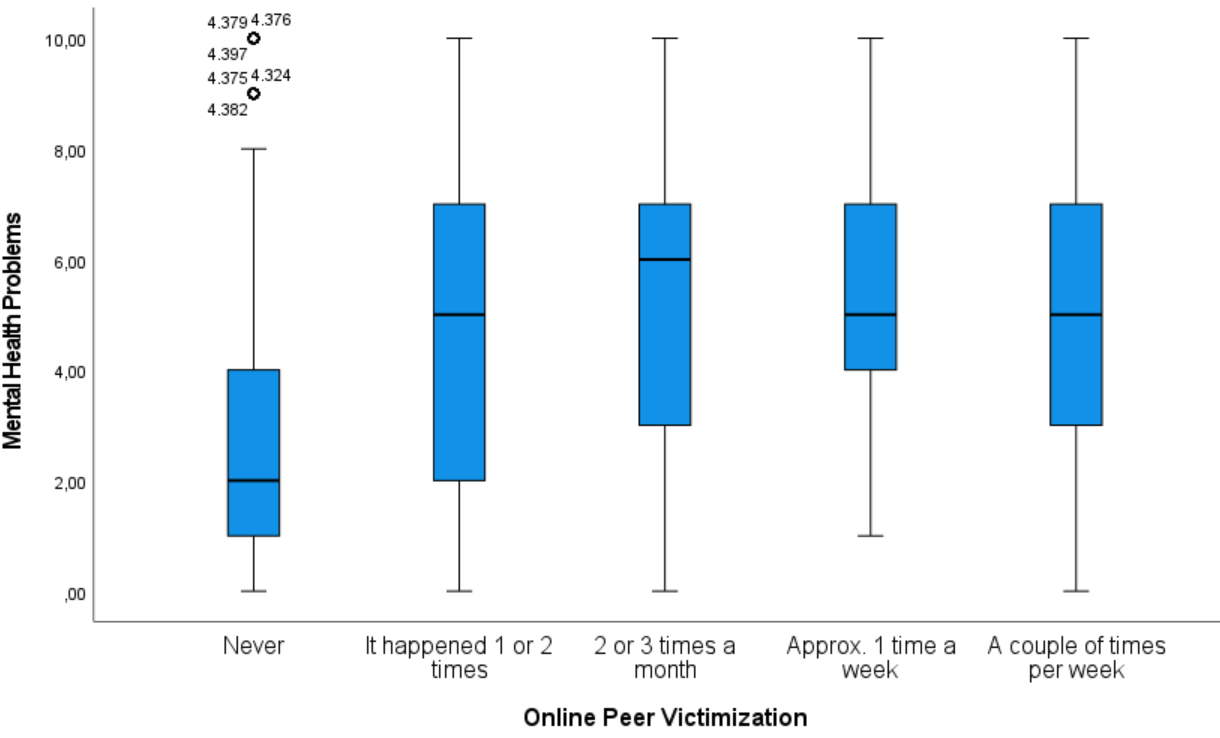 4.379 4.376
10,00
4.397
4.375 4.324
4.382
8,00
6,00
4,00
2,00
,00
Mental Health Problems
Never
It happened 1 or 2
times
2 or 3 times a
month
Approx. 1 time a
week
A couple of times
per week
Online Peer Victimization